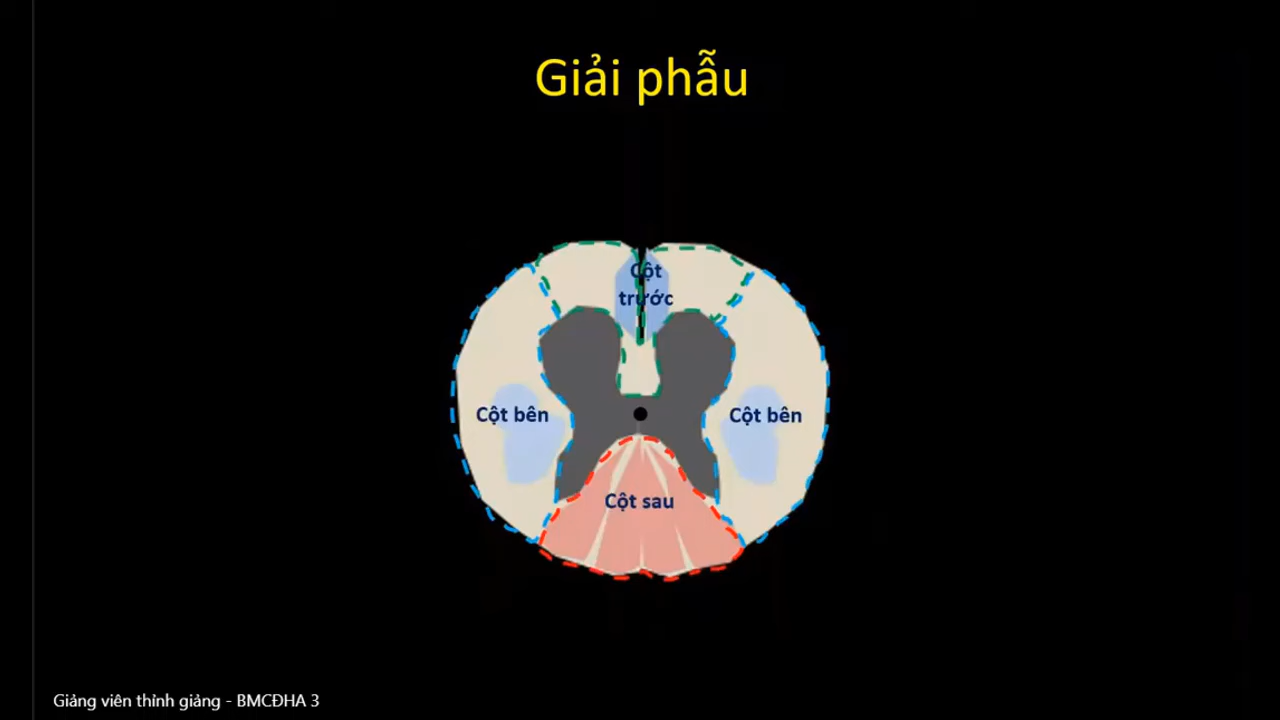 Giải phẫu
Cột
trước
Cột bên
Cột bên
Cột sau
Giảng viên thỉnh giảng - BMCĐHA 3